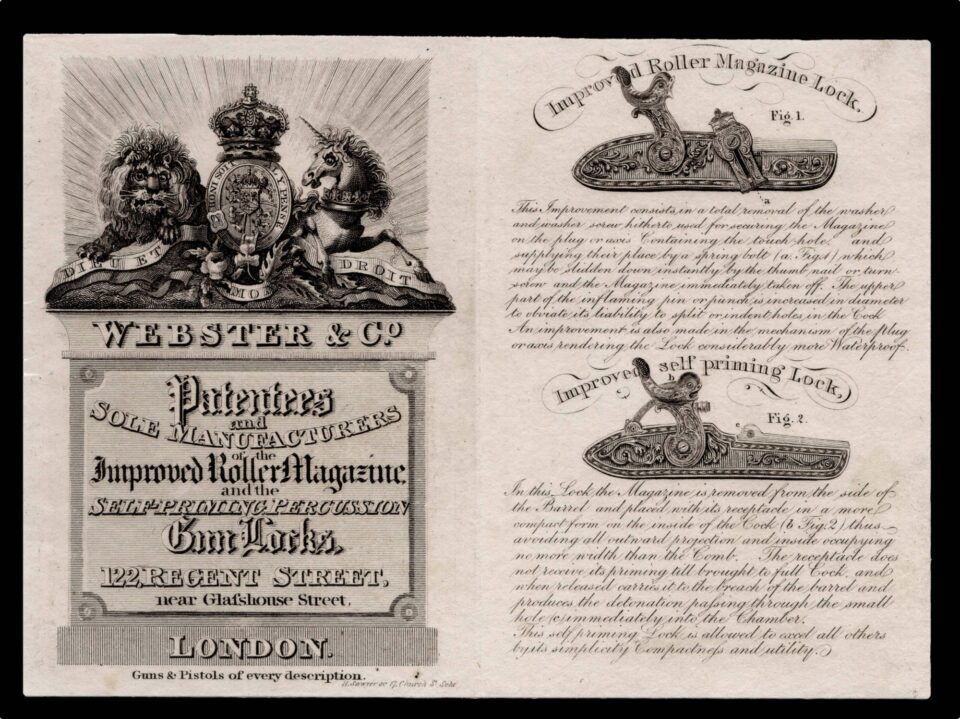 HONI SOIT Y PENSE
DIEU ET MON DROIT
WEBSTER & Cº
Patentees
and
SOLE MANUFACTURERS
of the
Improved Roller Magazine
and the
SELF-PRIMING PERCUSSION
Gun Locks,
122, REGENT STREET,
near Glaſshouse Street,
LONDON.
Guns & Pistols of every description.
Church St Soho
Improved Roller Magazine Lock.
Fig. 1.
a
This Improvement consists in a total removal of the washer
and washer screw hitherto used for securing the Magazine
on the plug or axis Containing the touch hole. and
supplying their place by a spring bolt (a. Fig. 1) which
may be slidden down instantly by the thumb nail or turn-
screw and the Magazine immediately taken off. The upper
part of the inflaming pin or punch is increased in diameter
to obviate its liability to split or indent holes in the Cock
An improvement is also made in the mechanism of the plug
or axis rendering the Lock considerably more Waterproof.
Improved self priming Lock,
b
Fig. 2.
c
In this Lock the Magazine is removed from the side of
the Barrel and placed with its receptacle in a more
compact form on the inside of the Cock (b Fig. 2) thus
avoiding all outward projection and inside occupying
no more width than the Comb. The receptacle does
not receive its priming till brought to full Cock, and
when released carries it to the breach of the barrel and
produces the detonation paſsing through the small
hole (c) immediately into the Chamber.
This self priming Lock is allowed to excel all others
by its simplicity Compactneſs and utility.